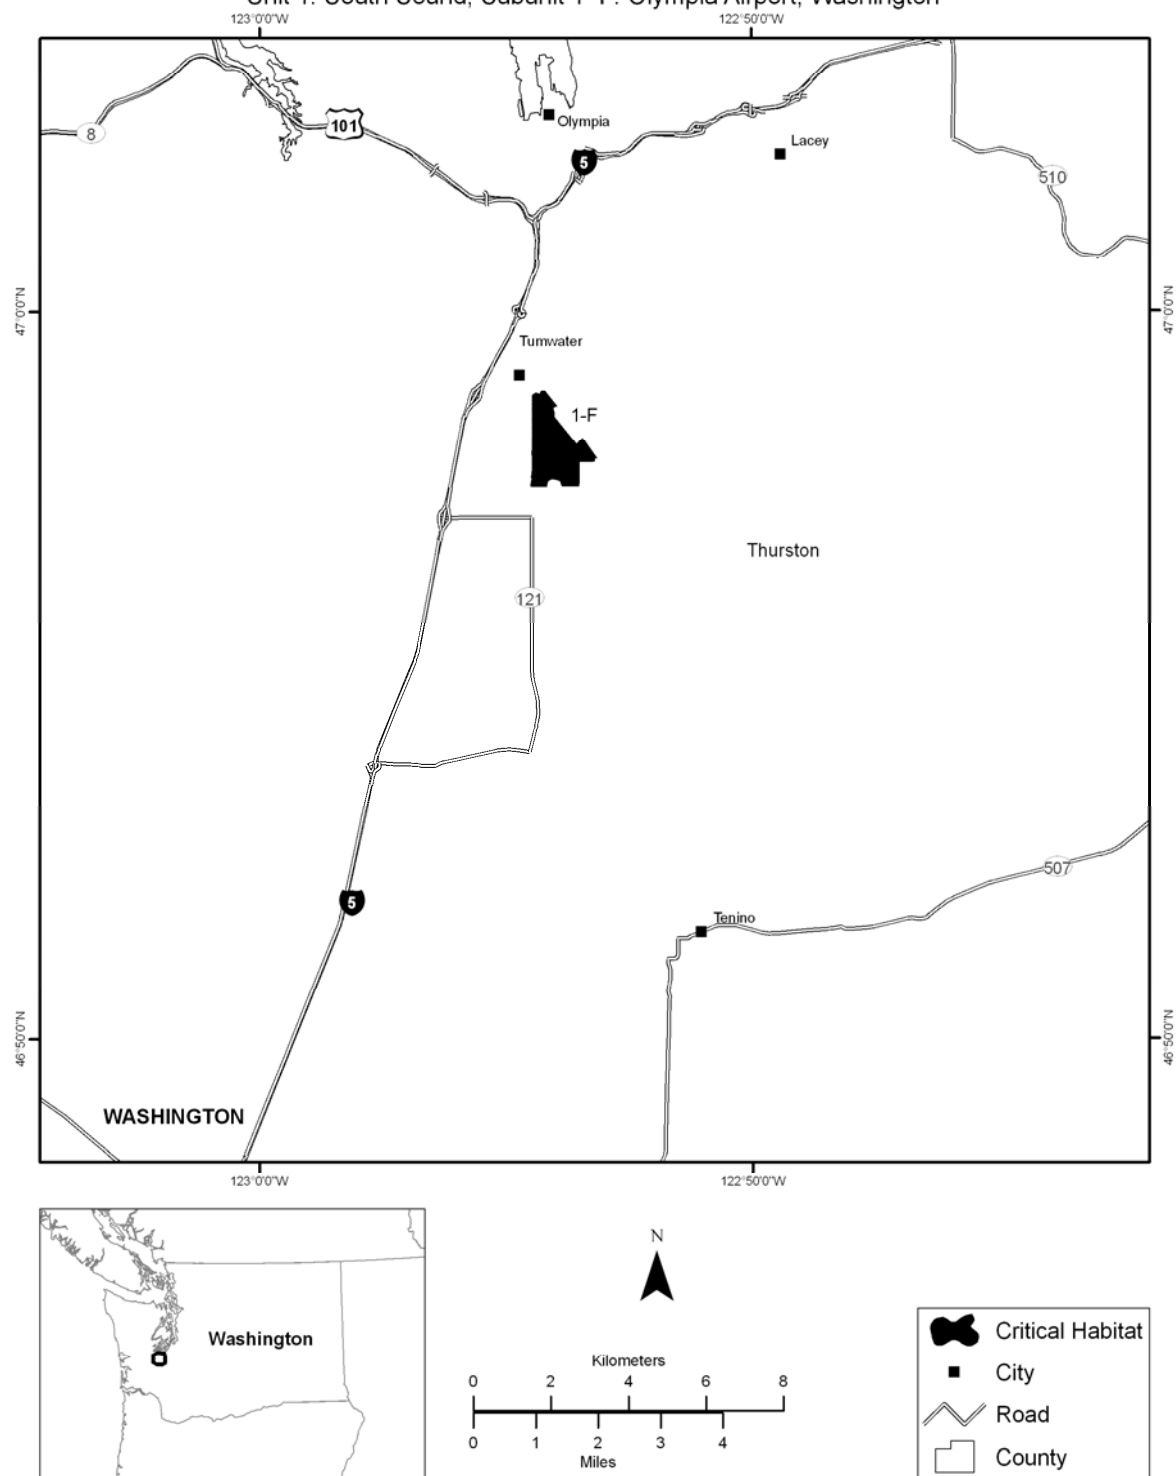 Unit 1: South Sound, Subunit 1-F: Olympia Airport, Washington
123°0'0"W 122°50'0"W
8
101
Olympia
5
Lacey
510
47°0'0"N 47°0'0"N
Tumwater
1-F
Thurston
121
507
5
Tenino
46°50'0"N 46°50'0"N
WASHINGTON
123°0'0"W 122°50'0"W
N
Washington
Kilometers
0 2 4 6 8
0 1 2 3 4
Miles
Critical Habitat
City
Road
County